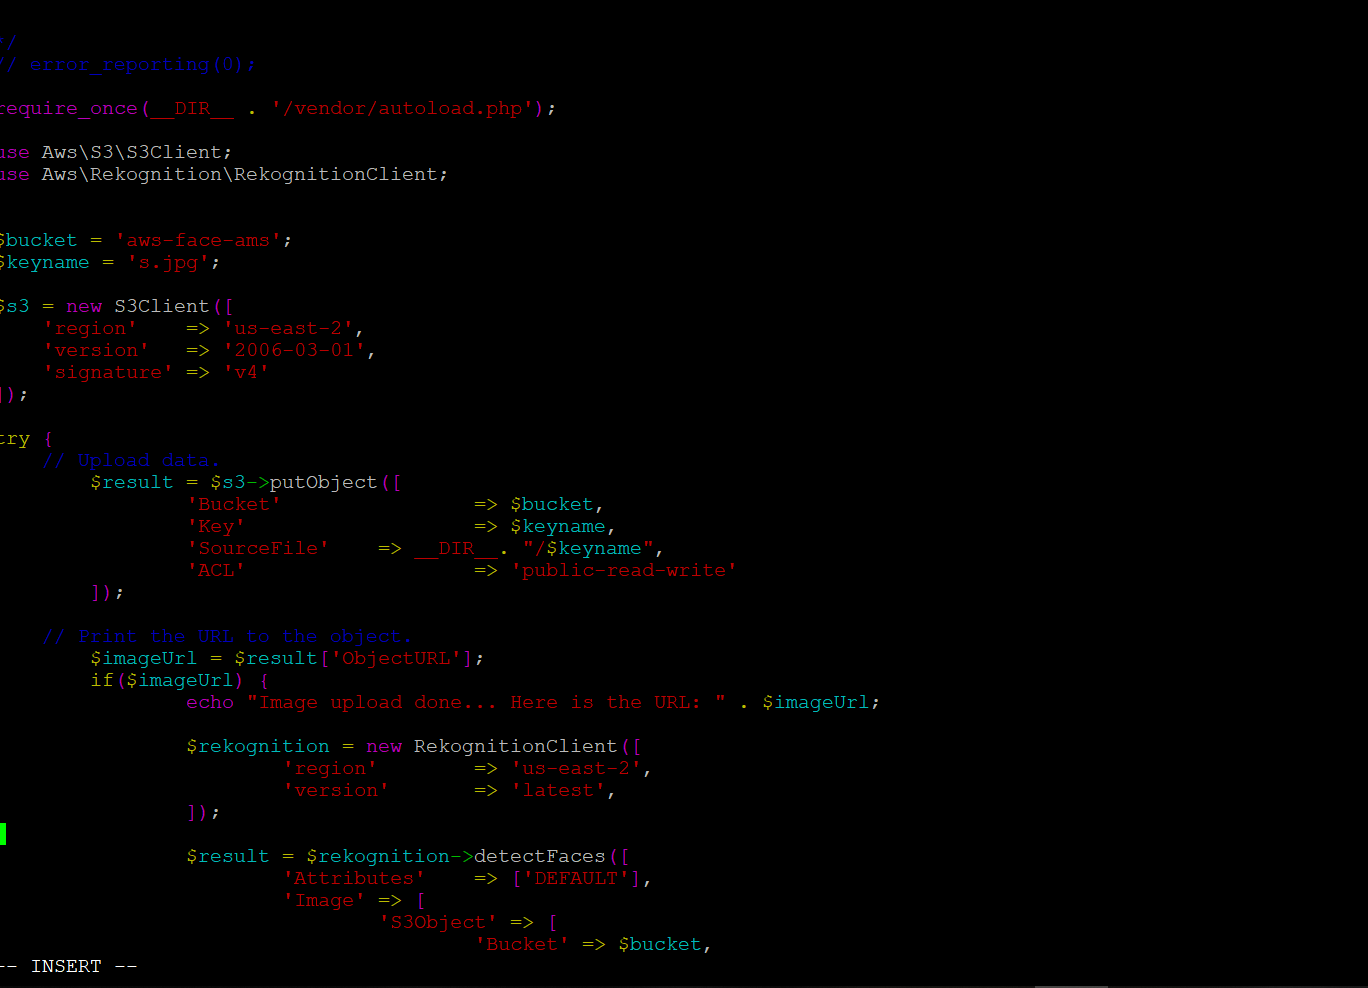 //
// error_reporting(0);
require_once(__DIR__ . '/vendor/autoload.php');
use Aws\S3\S3Client;
use Aws\Rekognition\RekognitionClient;
$bucket = 'aws-face-ams';
$keyname = 's.jpg';
$s3 = new S3Client([
    'region'    => 'us-east-2',
    'version'   => '2006-03-01',
    'signature' => 'v4'
]);
try {
    // Upload data.
        $result = $s3->putObject([
                'Bucket'                => $bucket,
                'Key'                   => $keyname,
                'SourceFile'    => __DIR__. "/$keyname",
                'ACL'                   => 'public-read-write'
        ]);
    // Print the URL to the object.
        $imageUrl = $result['ObjectURL'];
        if($imageUrl) {
                echo "Image upload done... Here is the URL: " . $imageUrl;
                $rekognition = new RekognitionClient([
                        'region'        => 'us-east-2',
                        'version'       => 'latest',
                ]);
                $result = $rekognition->detectFaces([
                        'Attributes'    => ['DEFAULT'],
                        'Image' => [
                                'S3Object' => [
                                        'Bucket' => $bucket,
-- INSERT --